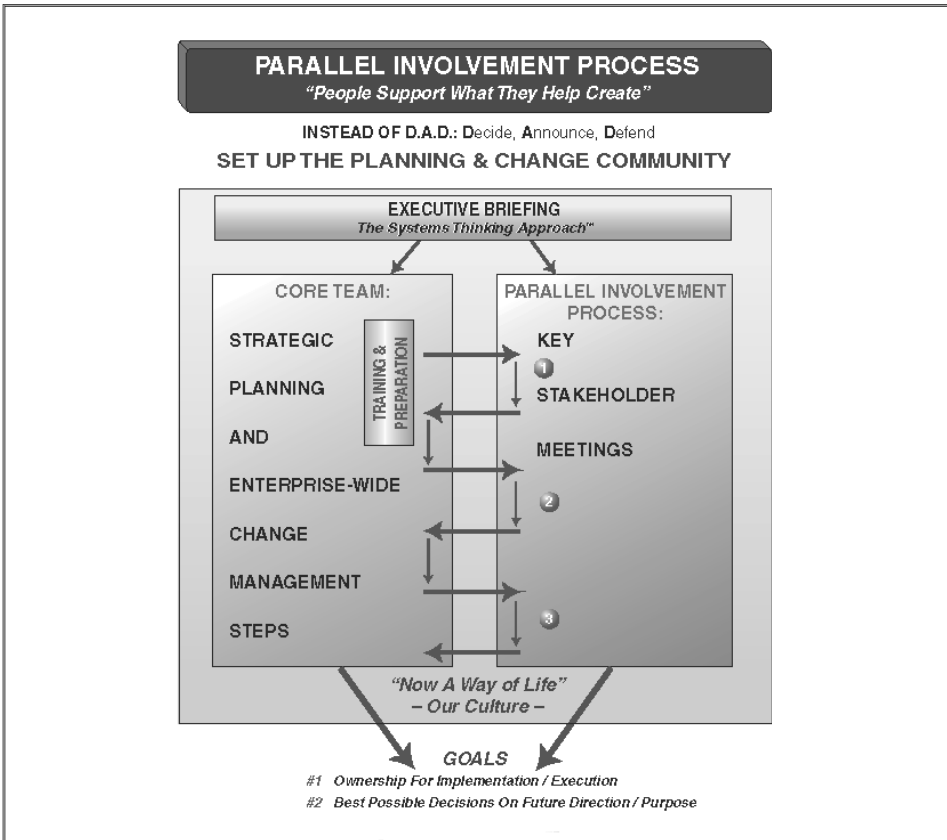 PARALLEL INVOLVEMENT PROCESS
“People Support What They Help Create”
INSTEAD OF D.A.D.: Decide, Announce, Defend
SET UP THE PLANNING & CHANGE COMMUNITY
EXECUTIVE BRIEFING
The Systems Thinking Approach™
CORE TEAM:
STRATEGIC
PLANNING
AND
ENTERPRISE-WIDE
CHANGE
MANAGEMENT
STEPS
TRAINING &
PREPARATION
PARALLEL INVOLVEMENT
PROCESS:
KEY
1
STAKEHOLDER
MEETINGS
2
3
“Now A Way of Life”
– Our Culture –
GOALS
#1 Ownership For Implementation / Execution
#2 Best Possible Decisions On Future Direction / Purpose